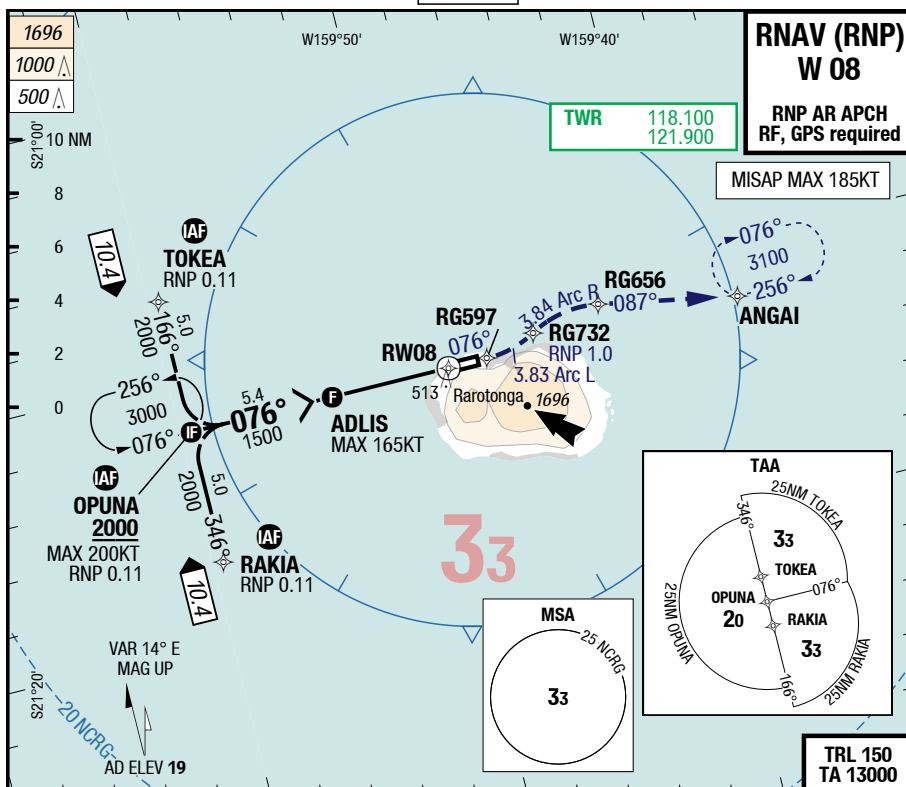 1696
1000
500
W159°50'
W159°40'
RNAV (RNP)
W 08
RNP AR APCH
RF, GPS required
TWR 118.100
121.900
MISAP MAX 185KT
S21°00'
10 NM
8
6
4
2
0
IAF
TOKEA
RNP 0.11
10.4
5.0
166°
2000
256°
3000
076°
IF
IAF
OPUNA
2000
MAX 200KT
RNP 0.11
5.4
076°
1500
F
ADLIS
MAX 165KT
5.0
2000
346°
IAF
RAKIA
RNP 0.11
10.4
RW08
076°
RG597
3.84 Arc R
RG656
087°
RG732
RNP 1.0
3.83 Arc L
513
Rarotonga
1696
076°
3100
256°
ANGAI
33
TAA
25NM TOKEA
346°
33
TOKEA
OPUNA
076°
20
RAKIA
33
25NM OPUNA
166°
25NM RAKIA
MSA
25 NCRG
33
VAR 14° E
MAG UP
S21°20'
20 NCRG
AD ELEV 19
TRL 150
TA 13000